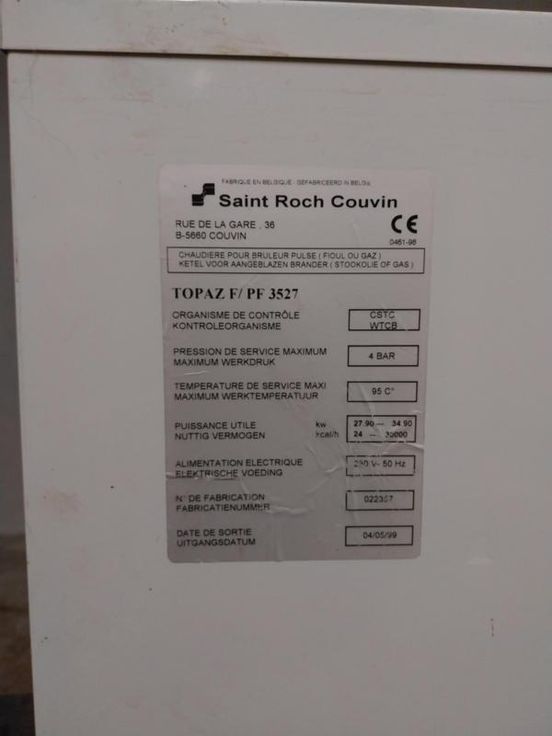 FABRIQUE EN BELGIQUE - GEFABRICEERD IN BELGIE
Saint Roch Couvin
RUE DE LA GARE . 36
B-5660 COUVIN
CE
0461-96
CHAUDIERE POUR BRULEUR PULSE ( FIOUL OU GAZ )
KETEL VOOR AANGEBLAZEN BRANDER ( STOOKOLIE OF GAS )
TOPAZ F/ PF 3527
ORGANISME DE CONTRÔLE CSTC
KONTROLEORGANISME WTCB
PRESSION DE SERVICE MAXIMUM 4 BAR
MAXIMUM WERKDRUK
TEMPERATURE DE SERVICE MAXI 95 C°
MAXIMUM WERKTEMPERATUUR
PUISSANCE UTILE kw 27.90 — 34.90
NUTTIG VERMOGEN kcal/h 24 — 30000
ALIMENTATION ELECTRIQUE 230 V- 50 Hz
ELEKTRISCHE VOEDING
N° DE FABRICATION 022357
FABRICATIENUMMER
DATE DE SORTIE 04/05/99
UITGANGSDATUM